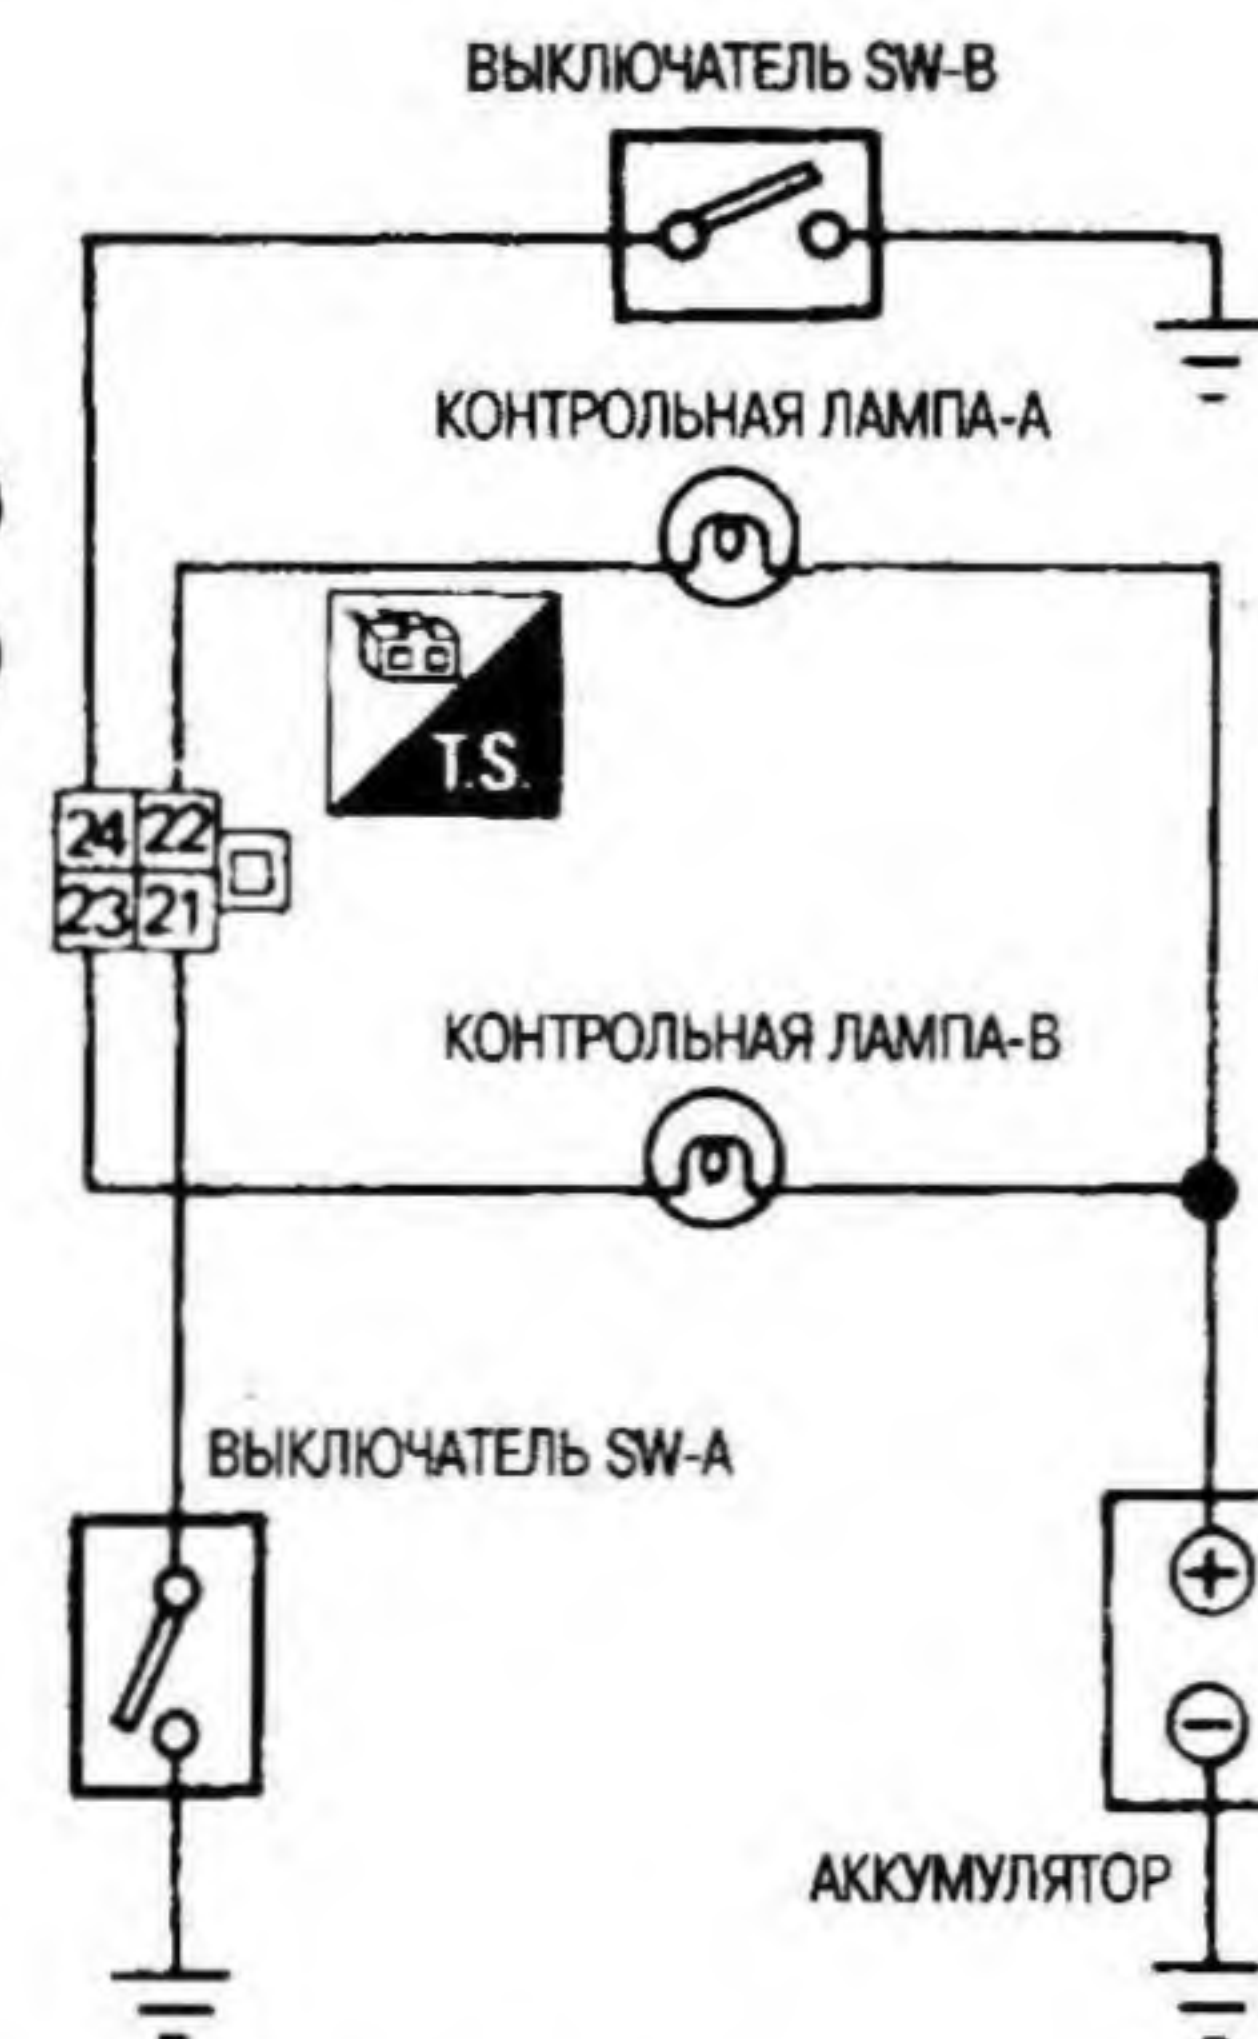 ВЫКЛЮЧАТЕЛЬ SW-B
КОНТРОЛЬНАЯ ЛАМПА-А
T.S.
24 22
23 21
КОНТРОЛЬНАЯ ЛАМПА-В
ВЫКЛЮЧАТЕЛЬ SW-A
+
−
АККУМУЛЯТОР